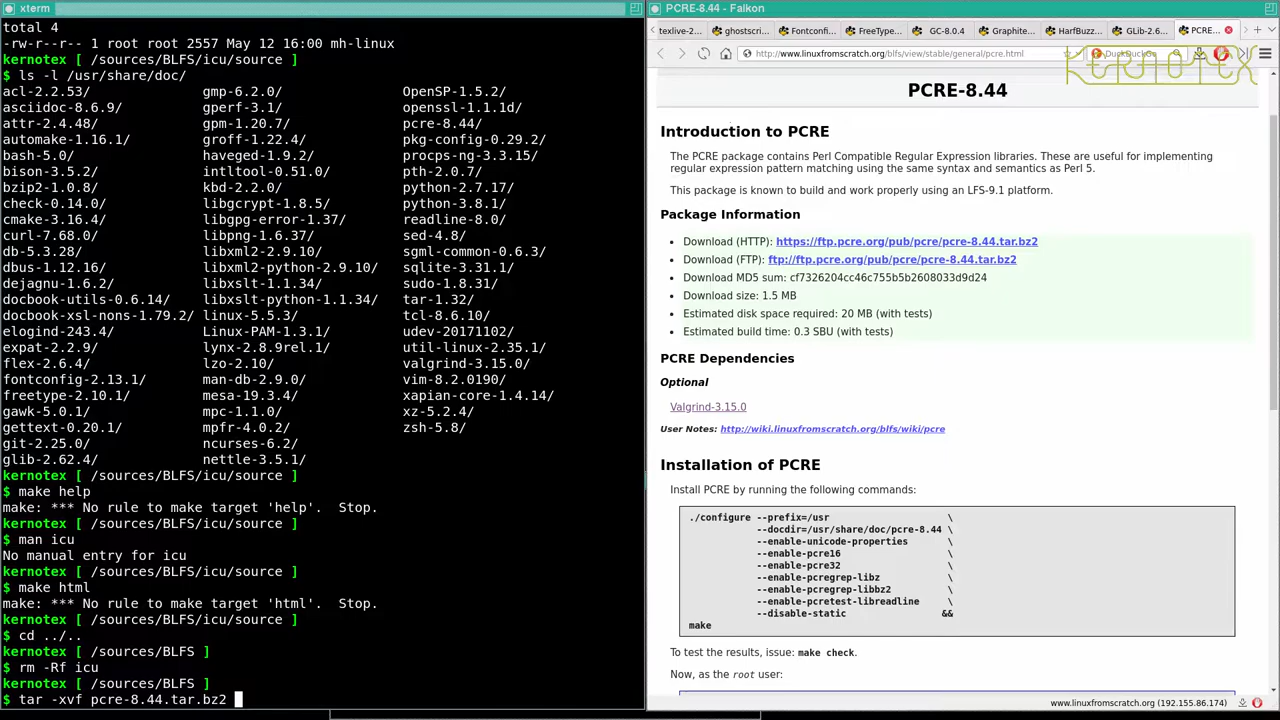 xterm
total 4
-rw-r--r-- 1 root root 2557 May 12 16:00 mh-linux
kernotex [ /sources/BLFS/icu/source ]
$ ls -l /usr/share/doc/
acl-2.2.53/ gmp-6.2.0/ OpenSP-1.5.2/
asciidoc-8.6.9/ gperf-3.1/ openssl-1.1.1d/
attr-2.4.48/ gpm-1.20.7/ pcre-8.44/
automake-1.16.1/ groff-1.22.4/ pkg-config-0.29.2/
bash-5.0/ haveged-1.9.2/ procps-ng-3.3.15/
bison-3.5.2/ intltool-0.51.0/ pth-2.0.7/
bzip2-1.0.8/ kbd-2.2.0/ python-2.7.17/
check-0.14.0/ libgcrypt-1.8.5/ python-3.8.1/
cmake-3.16.4/ libgpg-error-1.37/ readline-8.0/
curl-7.68.0/ libpng-1.6.37/ sed-4.8/
db-5.3.28/ libxml2-2.9.10/ sgml-common-0.6.3/
dbus-1.12.16/ libxml2-python-2.9.10/ sqlite-3.31.1/
dejagnu-1.6.2/ libxslt-1.1.34/ sudo-1.8.31/
docbook-utils-0.6.14/ libxslt-python-1.1.34/ tar-1.32/
docbook-xsl-nons-1.79.2/ linux-5.5.3/ tcl-8.6.10/
elogind-243.4/ Linux-PAM-1.3.1/ udev-20171102/
expat-2.2.9/ lynx-2.8.9rel.1/ util-linux-2.35.1/
flex-2.6.4/ lzo-2.10/ valgrind-3.15.0/
fontconfig-2.13.1/ man-db-2.9.0/ vim-8.2.0190/
freetype-2.10.1/ mesa-19.3.4/ xapian-core-1.4.14/
gawk-5.0.1/ mpc-1.1.0/ xz-5.2.4/
gettext-0.20.1/ mpfr-4.0.2/ zsh-5.8/
git-2.25.0/ ncurses-6.2/
glib-2.62.4/ nettle-3.5.1/
kernotex [ /sources/BLFS/icu/source ]
$ make help
make: *** No rule to make target 'help'.  Stop.
kernotex [ /sources/BLFS/icu/source ]
$ man icu
No manual entry for icu
kernotex [ /sources/BLFS/icu/source ]
$ make html
make: *** No rule to make target 'html'.  Stop.
kernotex [ /sources/BLFS/icu/source ]
$ cd ../..
kernotex [ /sources/BLFS ]
$ rm -Rf icu
kernotex [ /sources/BLFS ]
$ tar -xvf pcre-8.44.tar.bz2
PCRE-8.44 - Falkon
texlive-2... ghostscri... Fontconfi... FreeType... GC-8.0.4 Graphite... HarfBuzz... GLib-2.6... PCRE...
http://www.linuxfromscratch.org/blfs/view/stable/general/pcre.html DuckDuckGo
KERNOTEX
PCRE-8.44
Introduction to PCRE
The PCRE package contains Perl Compatible Regular Expression libraries. These are useful for implementing
regular expression pattern matching using the same syntax and semantics as Perl 5.
This package is known to build and work properly using an LFS-9.1 platform.
Package Information
• Download (HTTP): https://ftp.pcre.org/pub/pcre/pcre-8.44.tar.bz2
• Download (FTP): ftp://ftp.pcre.org/pub/pcre/pcre-8.44.tar.bz2
• Download MD5 sum: cf7326204cc46c755b5b2608033d9d24
• Download size: 1.5 MB
• Estimated disk space required: 20 MB (with tests)
• Estimated build time: 0.3 SBU (with tests)
PCRE Dependencies
Optional
Valgrind-3.15.0
User Notes: http://wiki.linuxfromscratch.org/blfs/wiki/pcre
Installation of PCRE
Install PCRE by running the following commands:
./configure --prefix=/usr \
--docdir=/usr/share/doc/pcre-8.44 \
--enable-unicode-properties \
--enable-pcre16 \
--enable-pcre32 \
--enable-pcregrep-libz \
--enable-pcregrep-libbz2 \
--enable-pcretest-libreadline \
--disable-static &&
make
To test the results, issue: make check.
Now, as the root user:
www.linuxfromscratch.org (192.155.86.174)